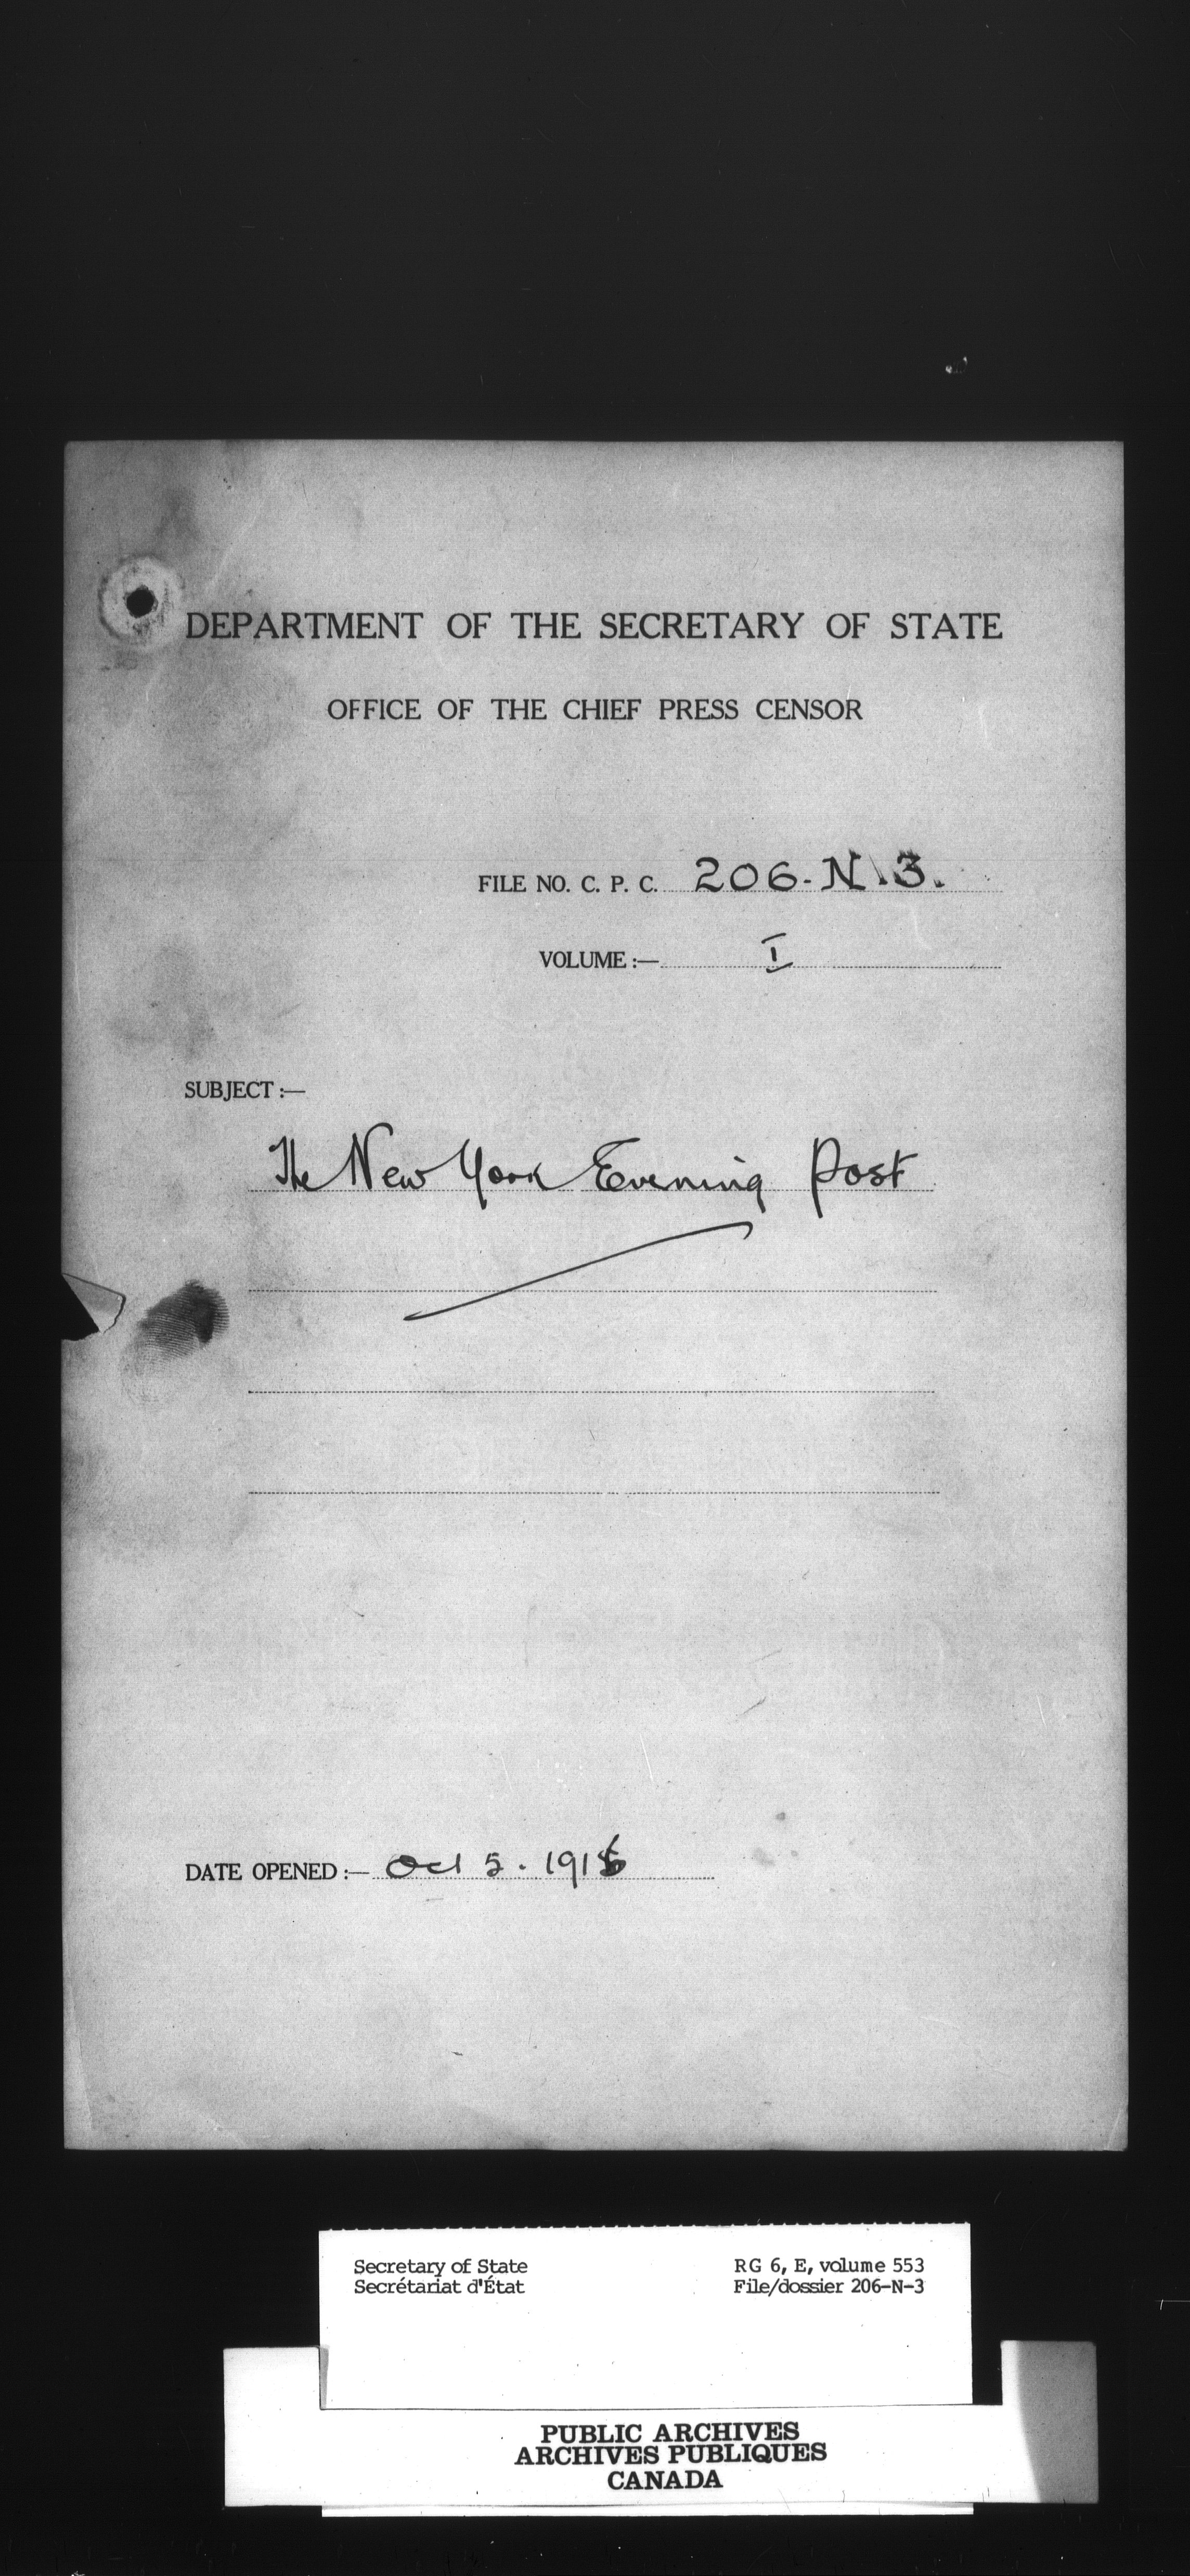 DEPARTMENT OF THE SECRETARY OF STATE
OFFICE OF THE CHIEF PRESS CENSOR
FILE NO. C. P. C. 206-N.3.
VOLUME :— I
SUBJECT :—
The New York Evening Post
DATE OPENED :— Oct 5. 1916
Secretary of State
Secrétariat d'État
RG 6, E, volume 553
File/dossier 206-N-3
PUBLIC ARCHIVES
ARCHIVES PUBLIQUES
CANADA